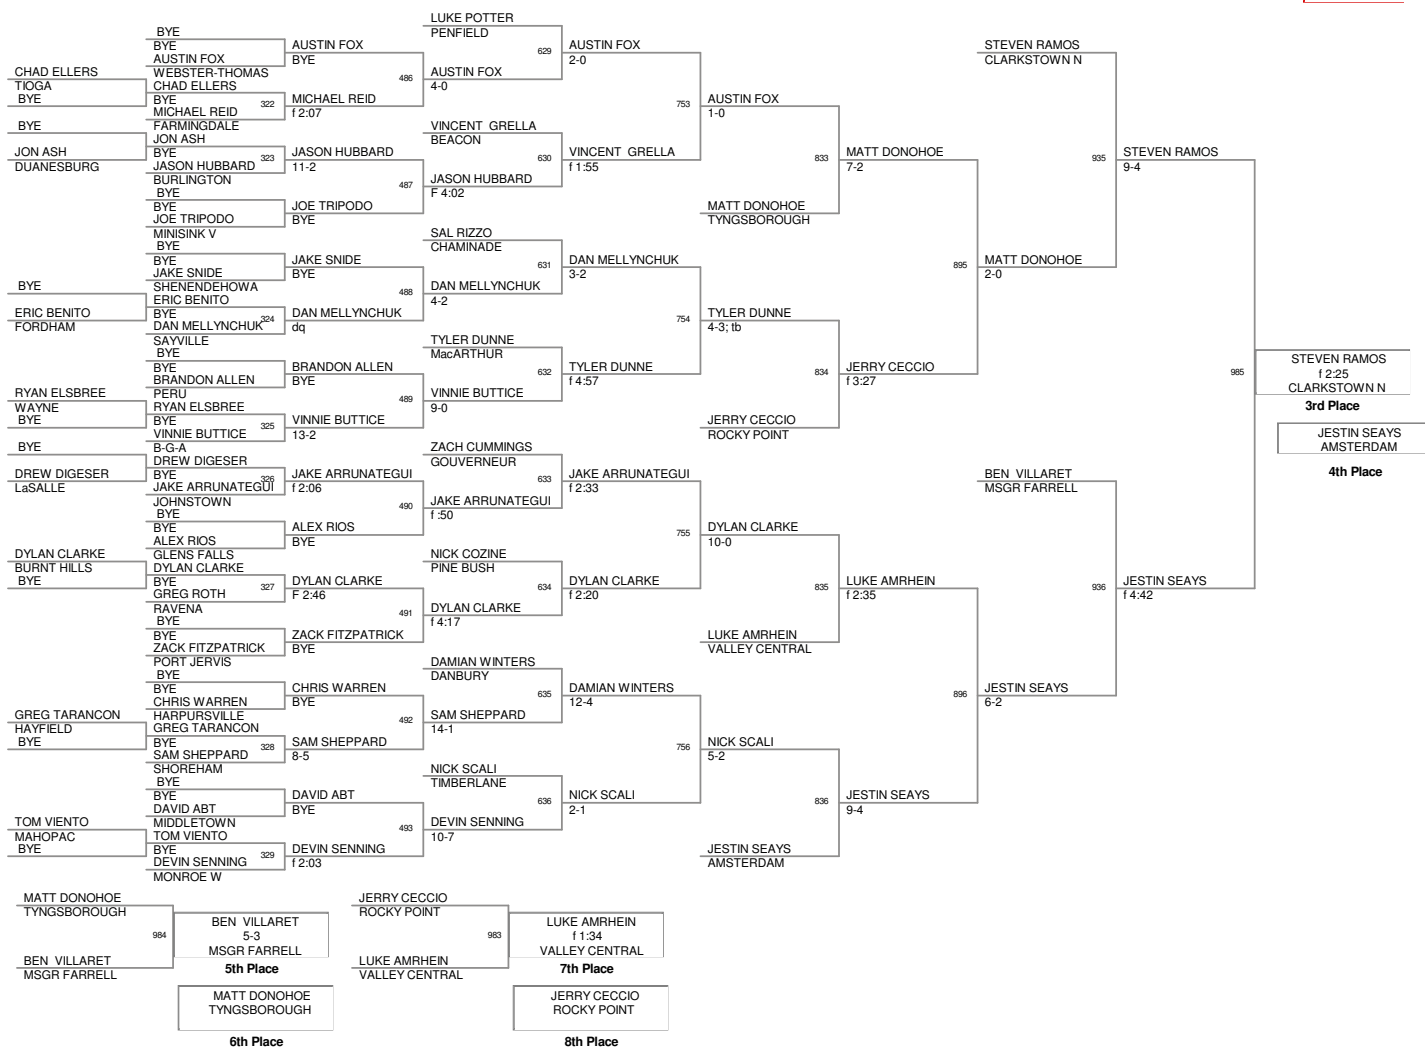 LUKE POTTER
PENFIELD
BYE
BYE
AUSTIN FOX
WEBSTER-THOMAS
AUSTIN FOX
BYE
629
AUSTIN FOX
2-0
STEVEN RAMOS
CLARKSTOWN N
CHAD ELLERS
TIOGA
BYE
CHAD ELLERS
BYE
322
MICHAEL REID
FARMINGDALE
MICHAEL REID
f 2:07
486
AUSTIN FOX
4-0
753
AUSTIN FOX
1-0
BYE
JON ASH
DUANESBURG
JON ASH
BYE
323
JASON HUBBARD
BURLINGTON
JASON HUBBARD
11-2
VINCENT  GRELLA
BEACON
630
VINCENT  GRELLA
f 1:55
833
MATT DONOHOE
7-2
935
STEVEN RAMOS
9-4
BYE
BYE
JOE TRIPODO
MINISINK V
JOE TRIPODO
BYE
487
JASON HUBBARD
F 4:02
MATT DONOHOE
TYNGSBOROUGH
BYE
BYE
JAKE SNIDE
SHENENDEHOWA
JAKE SNIDE
BYE
SAL RIZZO
CHAMINADE
631
DAN MELLYNCHUK
3-2
895
MATT DONOHOE
2-0
BYE
ERIC BENITO
FORDHAM
ERIC BENITO
BYE
324
DAN MELLYNCHUK
SAYVILLE
DAN MELLYNCHUK
dq
488
DAN MELLYNCHUK
4-2
754
TYLER DUNNE
4-3; tb
BYE
BYE
BRANDON ALLEN
PERU
BRANDON ALLEN
BYE
TYLER DUNNE
MacARTHUR
632
TYLER DUNNE
f 4:57
834
JERRY CECCIO
f 3:27
985
STEVEN RAMOS
f 2:25
CLARKSTOWN N
3rd Place
RYAN ELSBREE
WAYNE
BYE
RYAN ELSBREE
BYE
325
VINNIE BUTTICE
B-G-A
VINNIE BUTTICE
13-2
489
VINNIE BUTTICE
9-0
JERRY CECCIO
ROCKY POINT
JESTIN SEAYS
AMSTERDAM
4th Place
BYE
DREW DIGESER
LaSALLE
DREW DIGESER
BYE
326
JAKE ARRUNATEGUI
JOHNSTOWN
JAKE ARRUNATEGUI
f 2:06
ZACH CUMMINGS
GOUVERNEUR
633
JAKE ARRUNATEGUI
f 2:33
BEN  VILLARET
MSGR FARRELL
BYE
BYE
ALEX RIOS
GLENS FALLS
ALEX RIOS
BYE
490
JAKE ARRUNATEGUI
f :50
755
DYLAN CLARKE
10-0
DYLAN CLARKE
BURNT HILLS
BYE
DYLAN CLARKE
BYE
327
GREG ROTH
RAVENA
DYLAN CLARKE
F 2:46
NICK COZINE
PINE BUSH
634
DYLAN CLARKE
f 2:20
835
LUKE AMRHEIN
f 2:35
936
JESTIN SEAYS
f 4:42
BYE
BYE
ZACK FITZPATRICK
PORT JERVIS
ZACK FITZPATRICK
BYE
491
DYLAN CLARKE
f 4:17
LUKE AMRHEIN
VALLEY CENTRAL
BYE
BYE
CHRIS WARREN
HARPURSVILLE
CHRIS WARREN
BYE
DAMIAN WINTERS
DANBURY
635
DAMIAN WINTERS
12-4
896
JESTIN SEAYS
6-2
GREG TARANCON
HAYFIELD
BYE
GREG TARANCON
BYE
328
SAM SHEPPARD
SHOREHAM
SAM SHEPPARD
8-5
492
SAM SHEPPARD
14-1
756
NICK SCALI
5-2
BYE
BYE
DAVID ABT
MIDDLETOWN
DAVID ABT
BYE
NICK SCALI
TIMBERLANE
636
NICK SCALI
2-1
836
JESTIN SEAYS
9-4
TOM VIENTO
MAHOPAC
BYE
TOM VIENTO
BYE
329
DEVIN SENNING
MONROE W
DEVIN SENNING
f 2:03
493
DEVIN SENNING
10-7
JESTIN SEAYS
AMSTERDAM
MATT DONOHOE
TYNGSBOROUGH
984
BEN  VILLARET
MSGR FARRELL
BEN  VILLARET
5-3
MSGR FARRELL
5th Place
MATT DONOHOE
TYNGSBOROUGH
6th Place
JERRY CECCIO
ROCKY POINT
983
LUKE AMRHEIN
VALLEY CENTRAL
LUKE AMRHEIN
f 1:34
VALLEY CENTRAL
7th Place
JERRY CECCIO
ROCKY POINT
8th Place